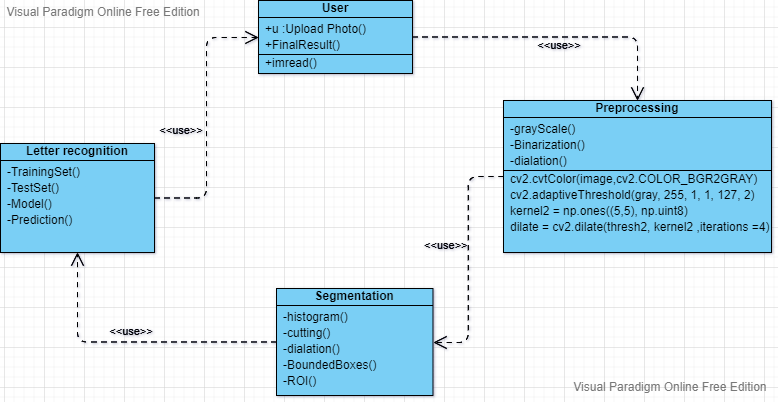 Visual Paradigm Online Free Edition
User
+u :Upload Photo()
+FinalResult()
+imread()
<<use>>
Preprocessing
-grayScale()
-Binarization()
-dialation()
cv2.cvtColor(image,cv2.COLOR_BGR2GRAY)
cv2.adaptiveThreshold(gray, 255, 1, 1, 127, 2)
kernel2 = np.ones((5,5), np.uint8)
dilate = cv2.dilate(thresh2, kernel2 ,iterations =4)
<<use>>
Letter recognition
-TrainingSet()
-TestSet()
-Model()
-Prediction()
<<use>>
Segmentation
-histogram()
-cutting()
-dialation()
-BoundedBoxes()
-ROI()
<<use>>
Visual Paradigm Online Free Edition